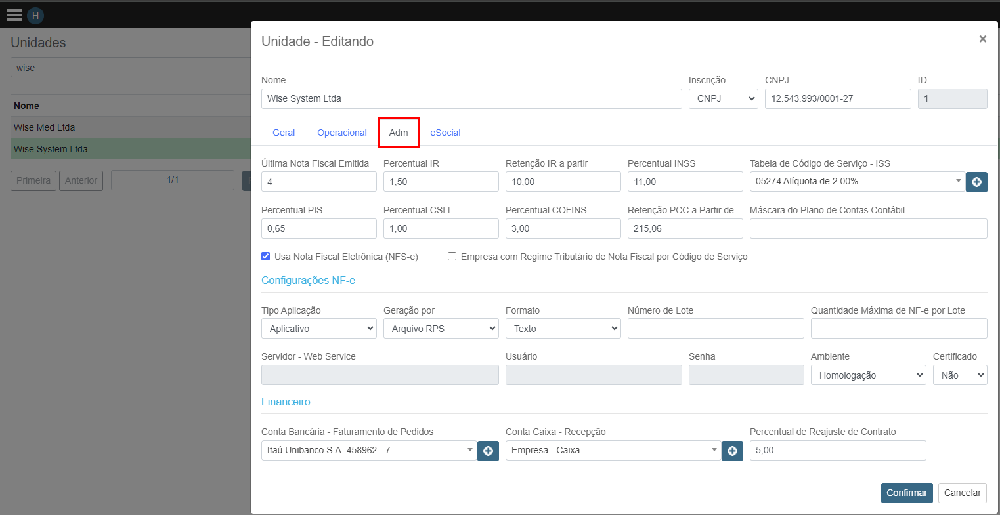 H
Unidades
wise
Nome
Wise Med Ltda
Wise System Ltda
Primeira Anterior 1/1
Unidade - Editando ×
Nome Inscrição CNPJ ID
Wise System Ltda CNPJ 12.543.993/0001-27 1
Geral Operacional Adm eSocial
Última Nota Fiscal Emitida Percentual IR Retenção IR a partir Percentual INSS Tabela de Código de Serviço - ISS
4 1,50 10,00 11,00 05274 Alíquota de 2.00%
Percentual PIS Percentual CSLL Percentual COFINS Retenção PCC a Partir de Máscara do Plano de Contas Contábil
0,65 1,00 3,00 215,06
Usa Nota Fiscal Eletrônica (NFS-e) Empresa com Regime Tributário de Nota Fiscal por Código de Serviço
Configurações NF-e
Tipo Aplicação Geração por Formato Número de Lote Quantidade Máxima de NF-e por Lote
Aplicativo Arquivo RPS Texto
Servidor - Web Service Usuário Senha Ambiente Certificado
Homologação Não
Financeiro
Conta Bancária - Faturamento de Pedidos Conta Caixa - Recepção Percentual de Reajuste de Contrato
Itaú Unibanco S.A. 458962 - 7 Empresa - Caixa 5,00
Confirmar Cancelar